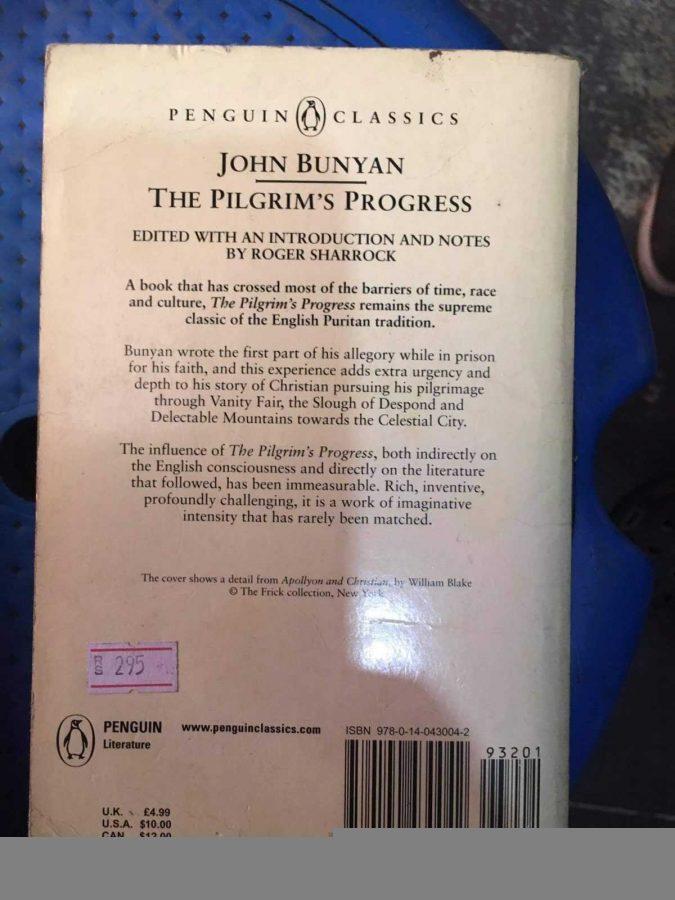 PENGUIN CLASSICS
JOHN BUNYAN
THE PILGRIM'S PROGRESS
EDITED WITH AN INTRODUCTION AND NOTES
BY ROGER SHARROCK
A book that has crossed most of the barriers of time, race
and culture, The Pilgrim's Progress remains the supreme
classic of the English Puritan tradition.
Bunyan wrote the first part of his allegory while in prison
for his faith, and this experience adds extra urgency and
depth to his story of Christian pursuing his pilgrimage
through Vanity Fair, the Slough of Despond and
Delectable Mountains towards the Celestial City.
The influence of The Pilgrim's Progress, both indirectly on
the English consciousness and directly on the literature
that followed, has been immeasurable. Rich, inventive,
profoundly challenging, it is a work of imaginative
intensity that has rarely been matched.
The cover shows a detail from Apollyon and Christian, by William Blake
© The Frick collection, New York
RS 295
PENGUIN
Literature
www.penguinclassics.com
ISBN 978-0-14-043004-2
93201
U.K. £4.99
U.S.A. $10.00
CAN. $12.00